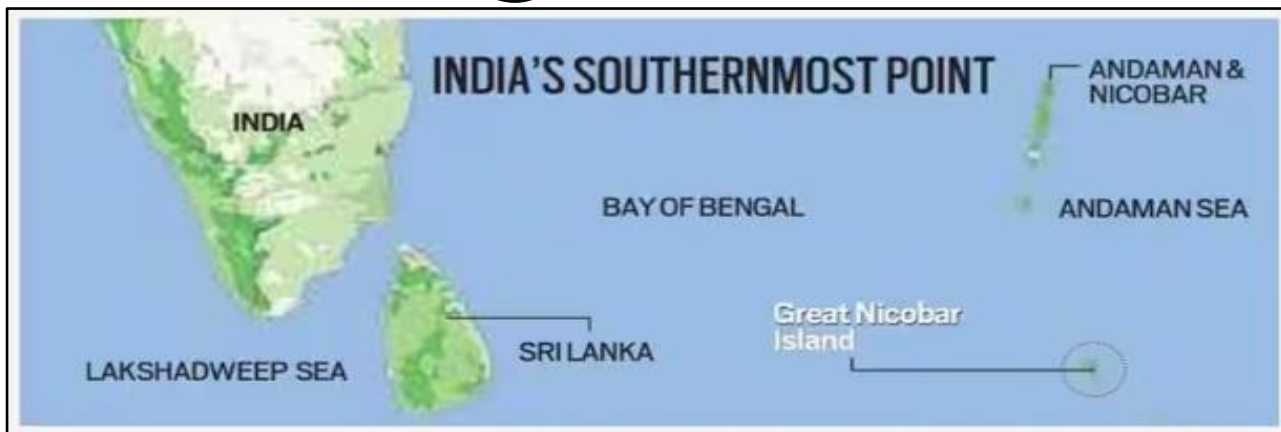 INDIA'S SOUTHERNMOST POINT
ANDAMAN &
NICOBAR
INDIA
BAY OF BENGAL
ANDAMAN SEA
Great Nicobar
Island
SRI LANKA
LAKSHADWEEP SEA